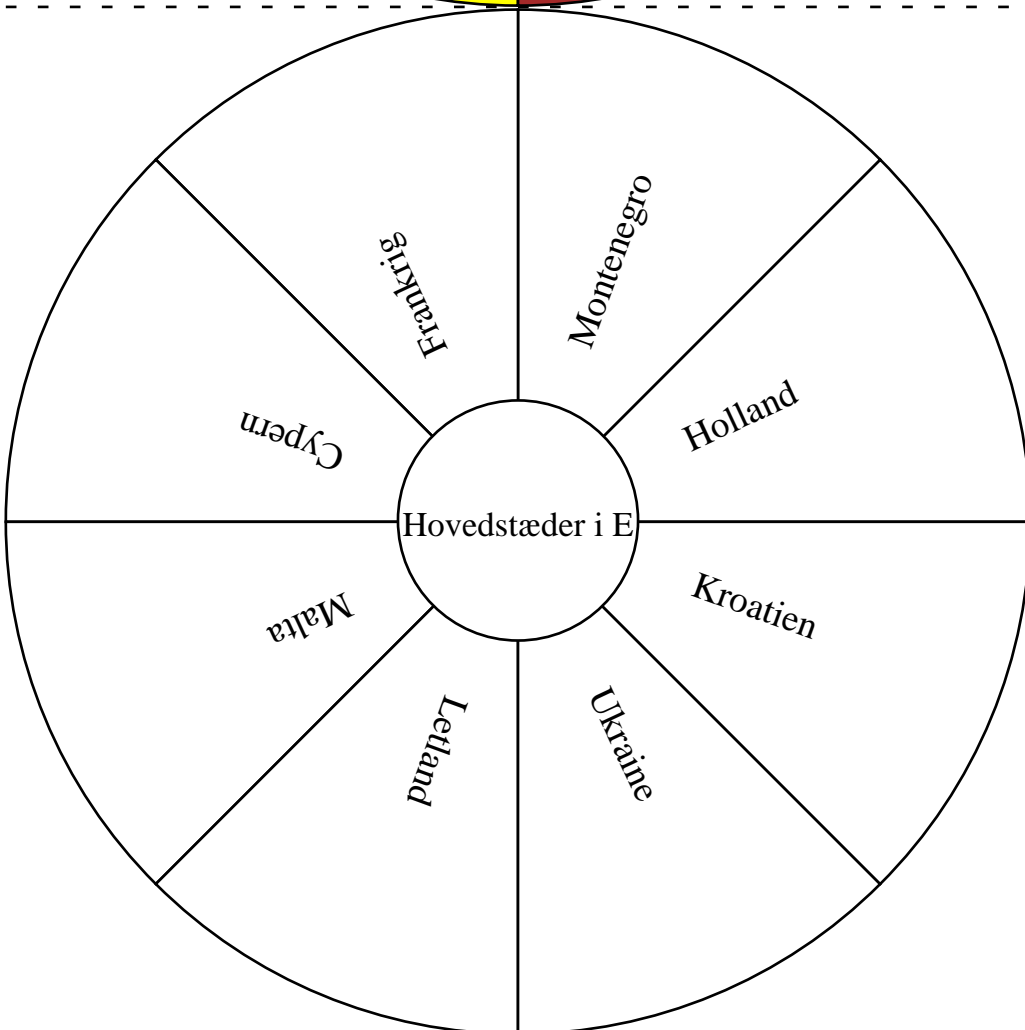 Montenegro
Holland
Kroatien
Ukraine
Letland
Malta
Cypern
Frankrig
Hovedstæder i E